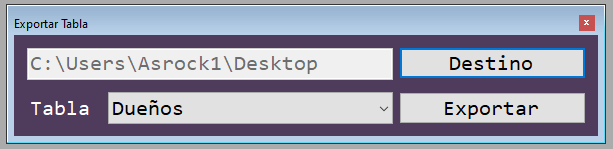 Exportar Tabla x
C:\Users\Asrock1\Desktop Destino
Tabla Dueños Exportar